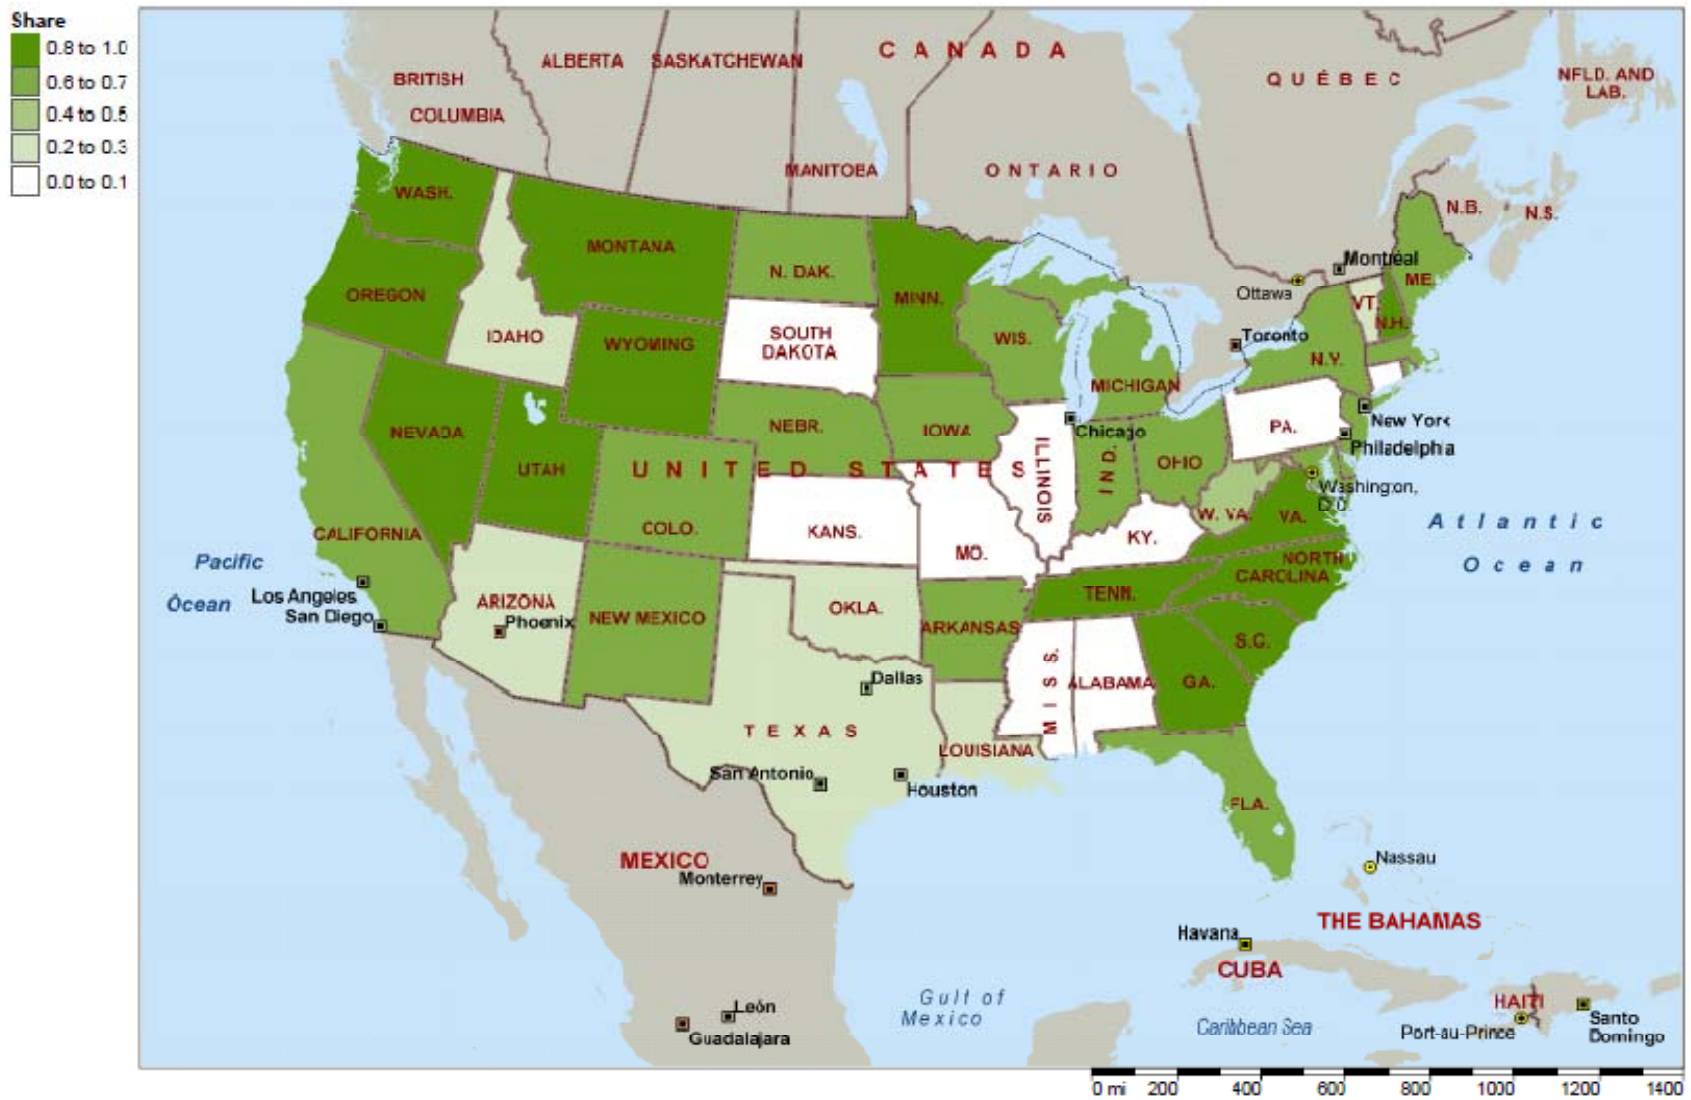 Share
0.8 to 1.0
0.6 to 0.7
0.4 to 0.5
0.2 to 0.3
0.0 to 0.1
CANADA
ALBERTA
SASKATCHEWAN
BRITISH
COLUMBIA
QUÉBEC
NFLD. AND
LAB.
MANITOBA
ONTARIO
N.B.
N.S.
WASH.
MONTANA
N. DAK.
MINN.
Montréal
ME.
Ottawa
VT.
N.H.
OREGON
IDAHO
WYOMING
SOUTH
DAKOTA
WIS.
Toronto
N.Y.
MICHIGAN
NEVADA
UTAH
NEBR.
IOWA
Chicago
PA.
New York
Philadelphia
UNITED STATES
ILLINOIS
IND.
OHIO
Washington,
D.C.
CALIFORNIA
COLO.
KANS.
MO.
KY.
W. VA.
VA.
Atlantic
Ocean
Pacific
Ocean
Los Angeles
San Diego
ARIZONA
Phoenix
NEW MEXICO
OKLA.
ARKANSAS
TENN.
NORTH
CAROLINA
S.C.
MISS.
ALABAMA
GA.
Dallas
TEXAS
LOUISIANA
San Antonio
Houston
FLA.
MEXICO
Monterrey
Nassau
THE BAHAMAS
Havana
CUBA
Gulf of
Mexico
Caribbean Sea
HAITI
Port-au-Prince
Santo
Domingo
León
Guadalajara
0 mi 200 400 600 800 1000 1200 1400